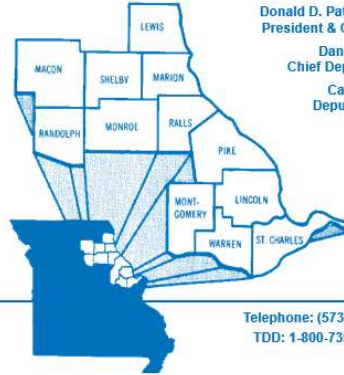 LEWIS
Donald D. Pat
President & C
Dan
Chief Dep
Ca
Depu
MACON
SHELBY
MARION
RANDOLPH
MONROE
RALLS
PIKE
MONT-
GOMERY
LINCOLN
WARREN
ST. CHARLES
Telephone: (573
TDD: 1-800-73